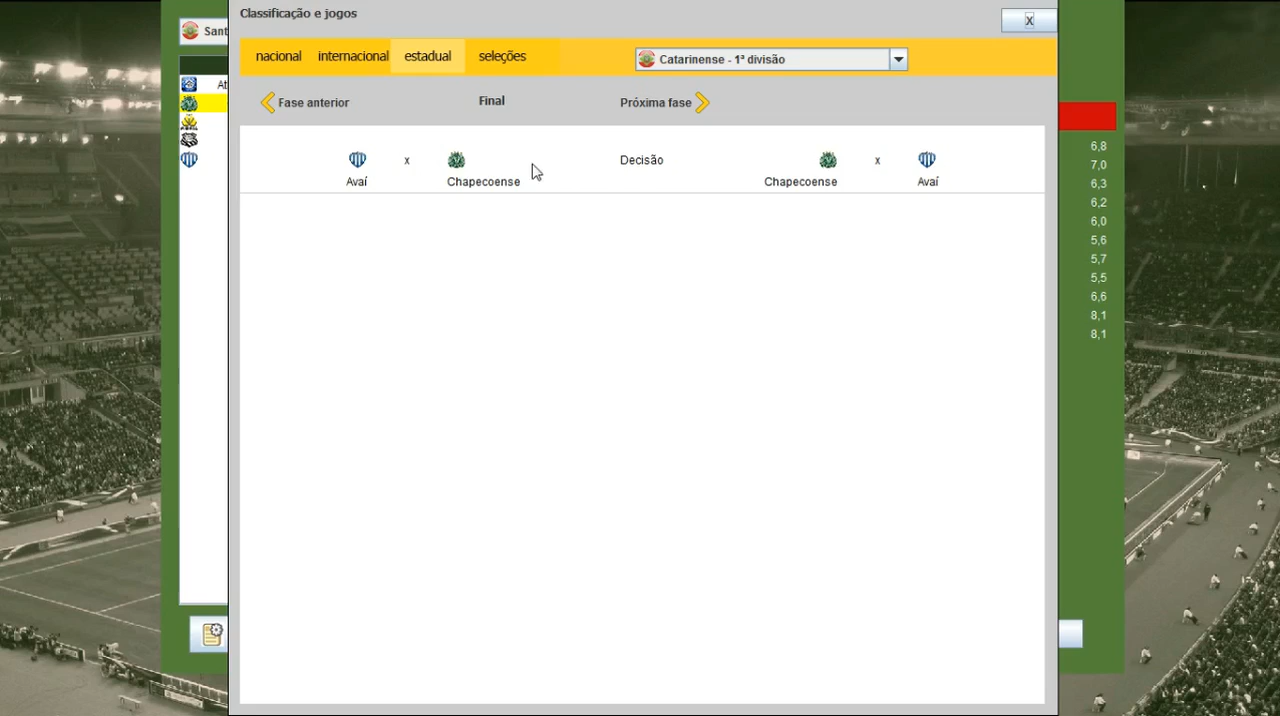 Classificação e jogos
X
Sant
nacional internacional estadual seleções
Catarinense - 1ª divisão
Fase anterior Final Próxima fase
At
x Decisão x
Avaí Chapecoense Chapecoense Avaí
6,8
7,0
6,3
6,2
6,0
5,6
5,7
5,5
6,6
8,1
8,1